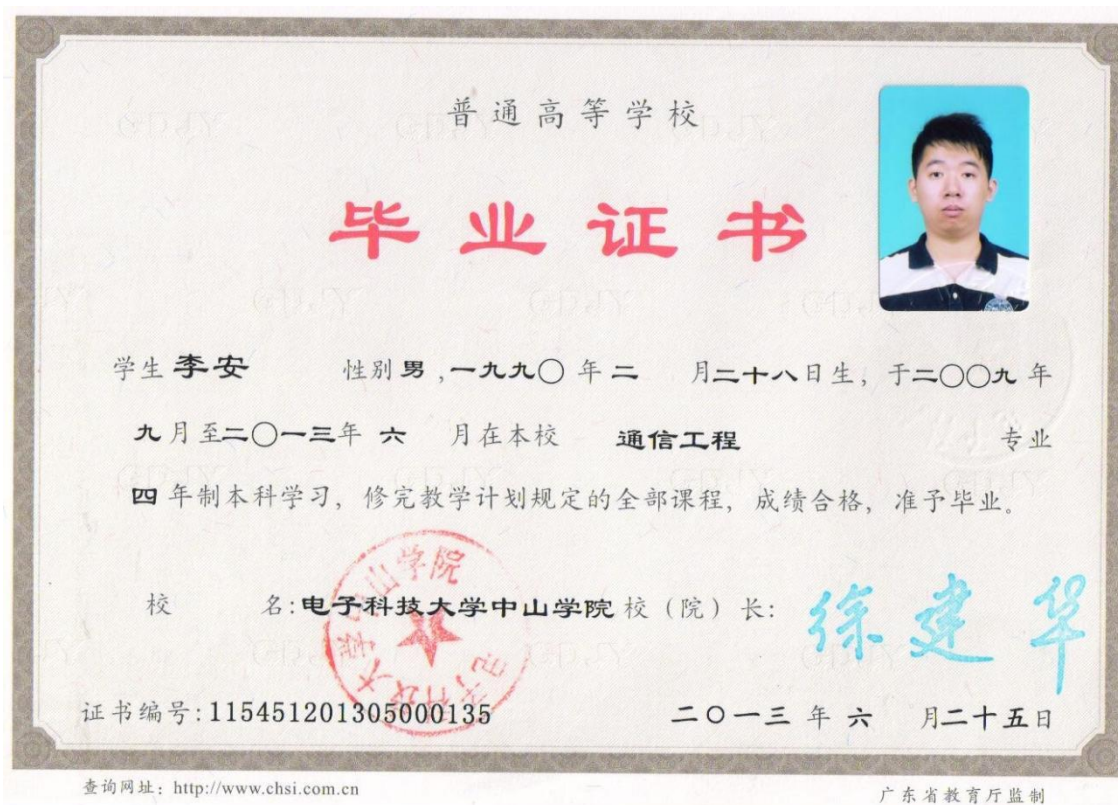 普通高等学校
毕业证书
学生 李安 性别 男 ,一九九〇 年 二 月二十八日生, 于二〇〇九 年
九月至二〇一三年 六 月在本校 通信工程 专业
四 年制本科学习, 修完教学计划规定的全部课程, 成绩合格, 准予毕业。
校 名:电子科技大学中山学院 校 (院) 长: 徐建华
证书编号:115451201305000135 二〇一三 年 六 月二十五日
查询网址: http://www.chsi.com.cn 广东省教育厅监制